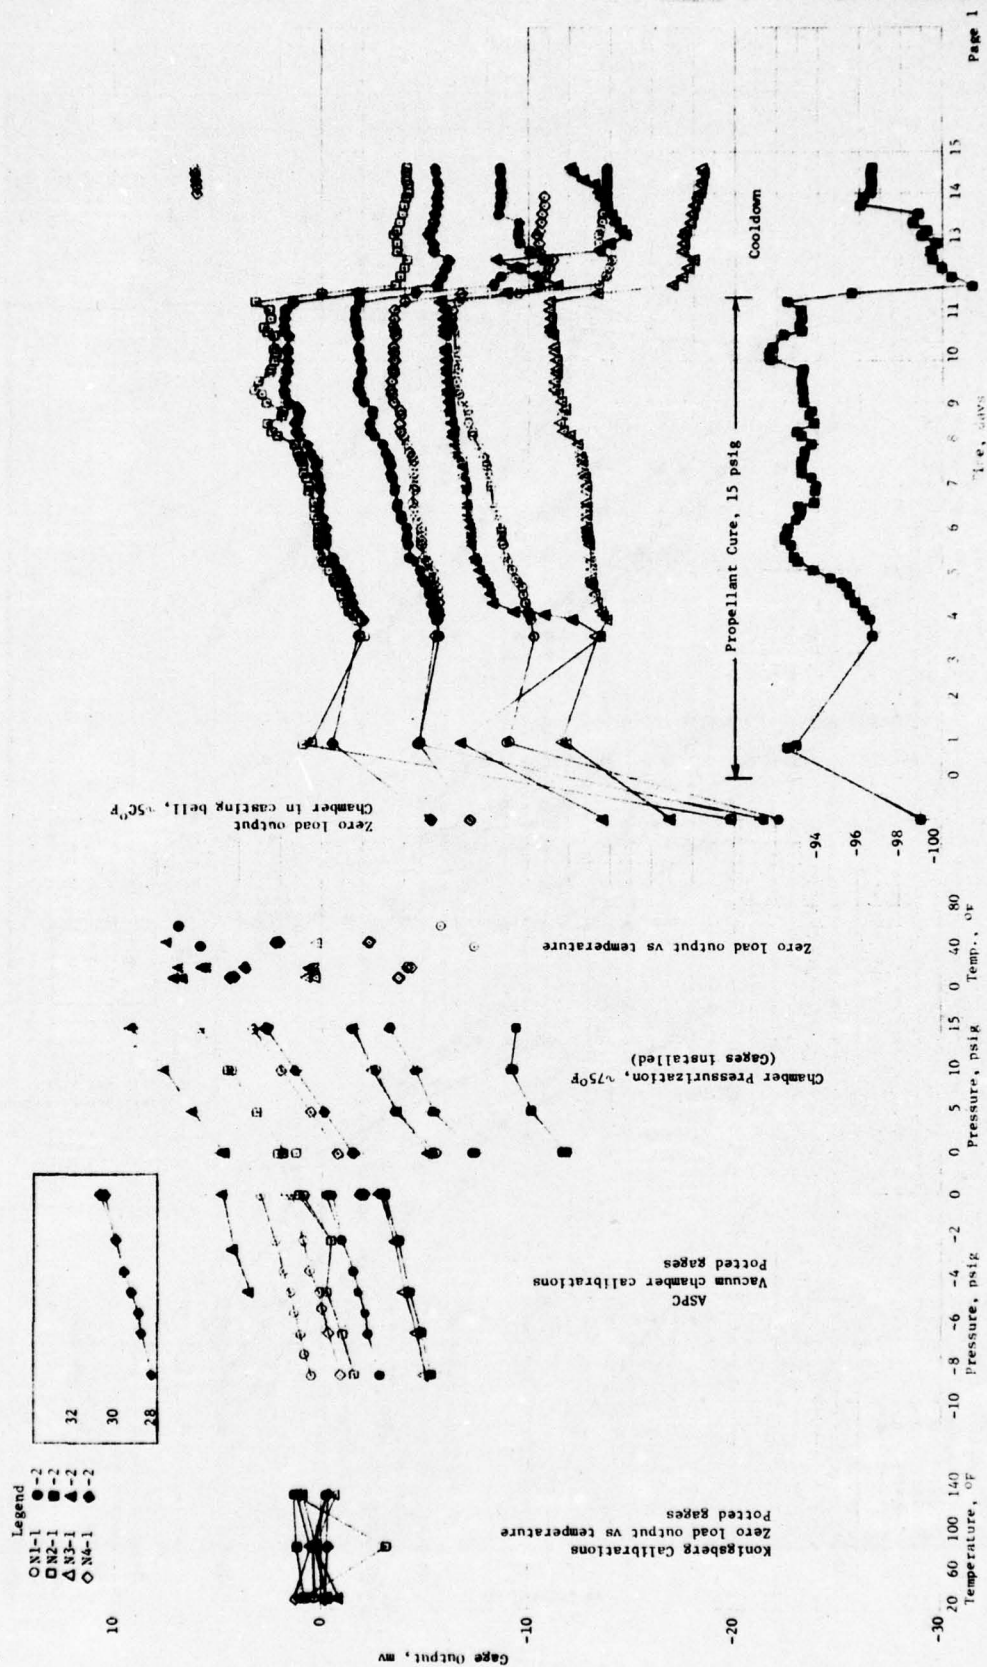 Legend
○ N1-1 ● -2
□ N2-1 ■ -2
△ N3-1 ▲ -2
◇ N4-1 ◆ -2
32
30
28
10
0
-10
-20
-30
Gage Output, mv
Konigsberg Calibrations
Zero load output vs temperature
Potted gages
20 60 100 140
Temperature, °F
ASPC
Vacuum chamber calibrations
Potted gages
-10 -8 -6 -4 -2 0
Pressure, psig
Chamber Pressurization, ~75°F
(Gages installed)
0 5 10 15
Pressure, psig
Zero load output vs temperature
0 40 80
Temp., °F
Zero load output
Chamber in casting bell, ~50°F
-94
-96
-98
-100
Propellant Cure, 15 psig
Cooldown
0 1 2 3 4 5 6 7 8 9 10 11 13 14 15
days
Page 1